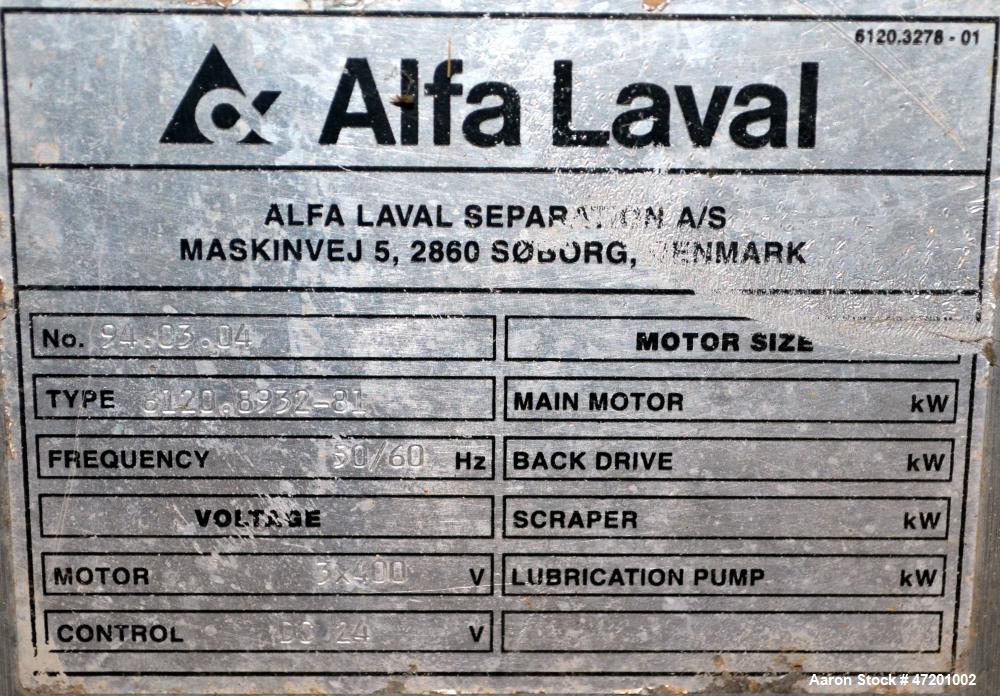 6120.3278 - 01
Alfa Laval
ALFA LAVAL SEPARATION A/S
MASKINVEJ 5, 2860 SØBORG, DENMARK
No. 94.03.04
MOTOR SIZE
TYPE 6120.8932-81
MAIN MOTOR kW
FREQUENCY 50/60 Hz
BACK DRIVE kW
VOLTAGE
SCRAPER kW
MOTOR 3x400 V
LUBRICATION PUMP kW
CONTROL DC 24 V
Aaron Stock # 47201002